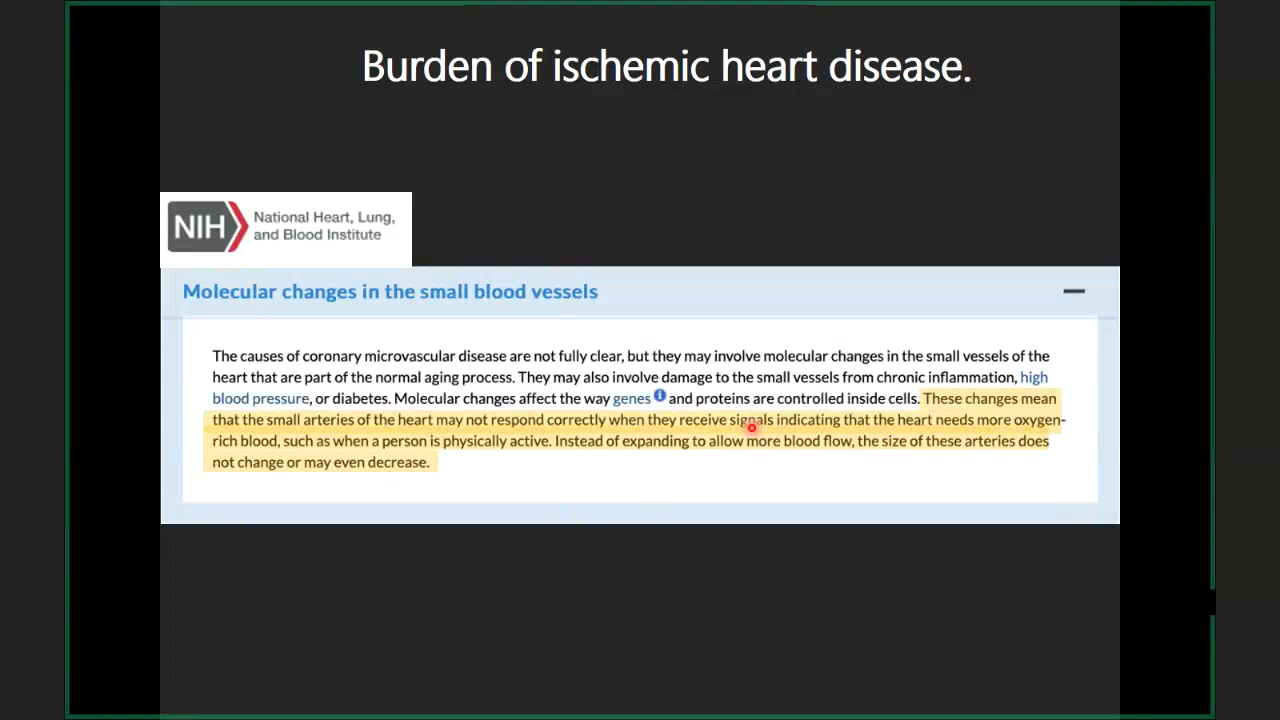 Burden of ischemic heart disease.
NIH
National Heart, Lung,
and Blood Institute
Molecular changes in the small blood vessels
The causes of coronary microvascular disease are not fully clear, but they may involve molecular changes in the small vessels of the
heart that are part of the normal aging process. They may also involve damage to the small vessels from chronic inflammation, high
blood pressure, or diabetes. Molecular changes affect the way genes i and proteins are controlled inside cells. These changes mean
that the small arteries of the heart may not respond correctly when they receive signals indicating that the heart needs more oxygen-
rich blood, such as when a person is physically active. Instead of expanding to allow more blood flow, the size of these arteries does
not change or may even decrease.